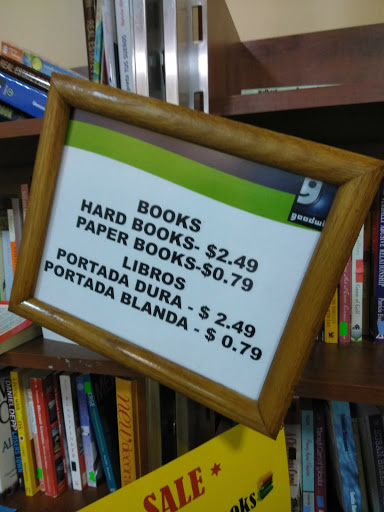 goodwill
BOOKS
HARD BOOKS- $2.49
PAPER BOOKS-$0.79
LIBROS
PORTADA DURA - $ 2.49
PORTADA BLANDA - $ 0.79
SALE